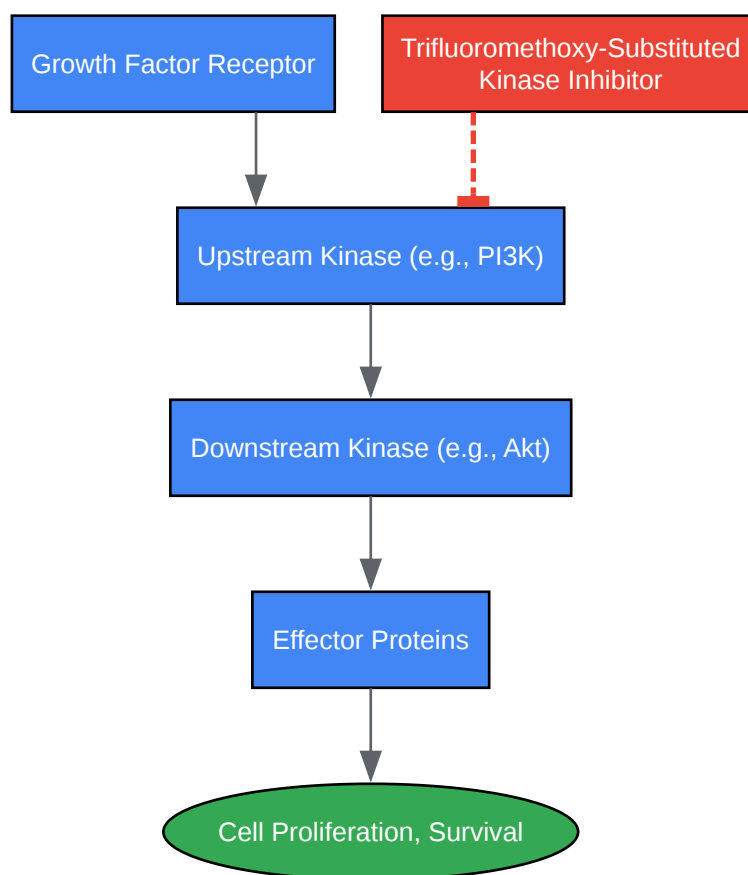 Growth Factor Receptor
Trifluoromethoxy-Substituted
Kinase Inhibitor
Upstream Kinase (e.g., PI3K)
Downstream Kinase (e.g., Akt)
Effector Proteins
Cell Proliferation, Survival